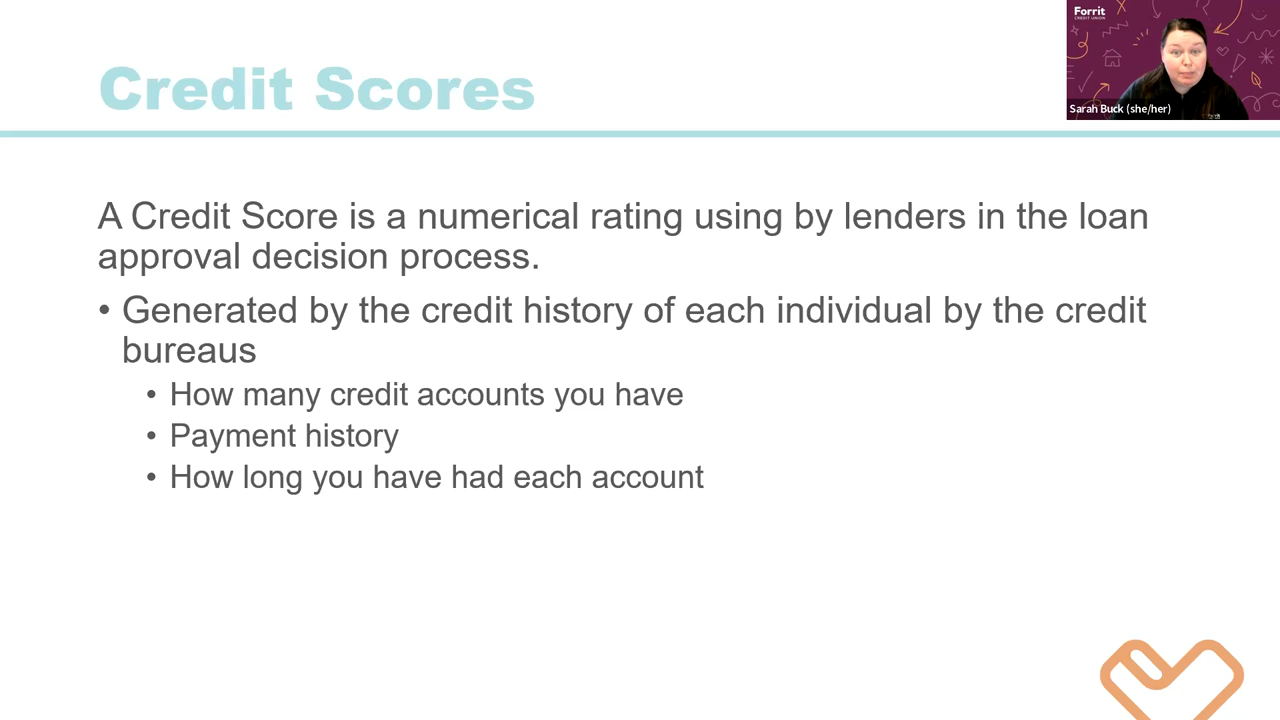 Credit Scores
Forrit
CREDIT UNION
Sarah Buck (she/her)
A Credit Score is a numerical rating using by lenders in the loan
approval decision process.
• Generated by the credit history of each individual by the credit
bureaus
• How many credit accounts you have
• Payment history
• How long you have had each account